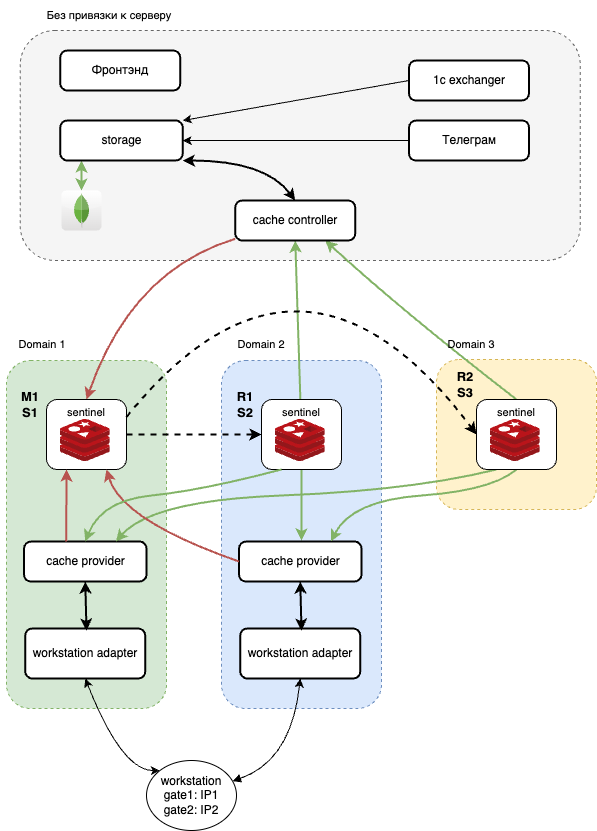 Без привязки к серверу
Фронтэнд
1c exchanger
storage
Телеграм
cache controller
Domain 1
Domain 2
Domain 3
M1
S1
sentinel
R1
S2
sentinel
R2
S3
sentinel
cache provider
cache provider
workstation adapter
workstation adapter
workstation
gate1: IP1
gate2: IP2